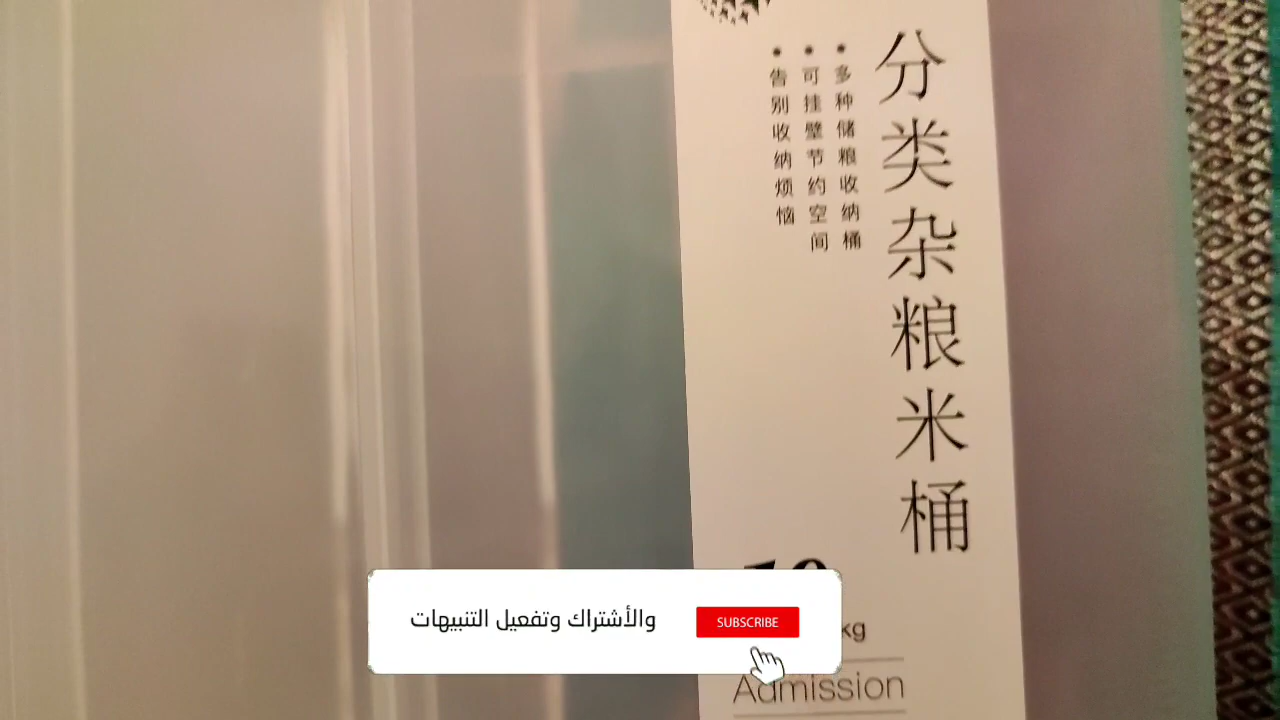 分类杂粮米桶
•多种储粮收纳桶
•可挂壁节约空间
•告别收纳烦恼
والأشتراك وتفعيل التنبيهات
SUBSCRIBE
kg
Admission